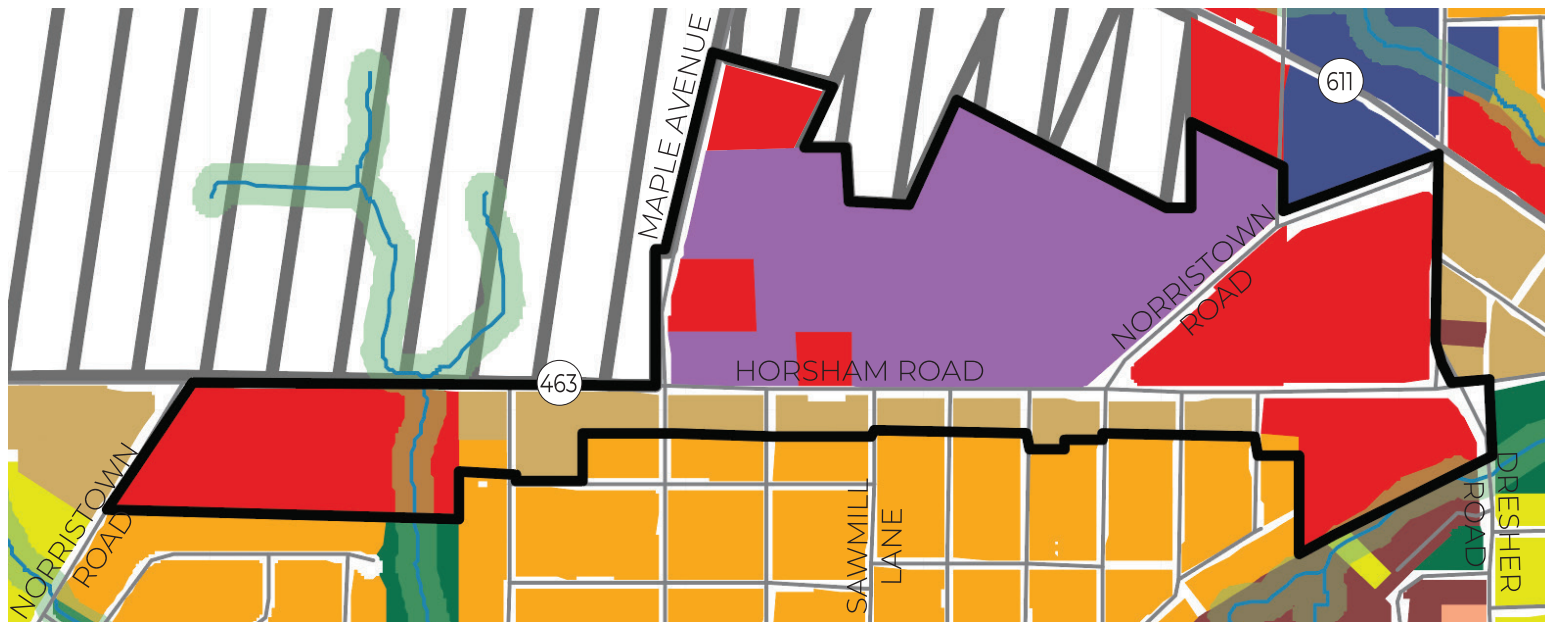 MAPLE AVENUE
611
NORRISTOWN
ROAD
HORSHAM ROAD
463
NORRISTOWN
ROAD
SAWMILL
LANE
DRESHER
ROAD